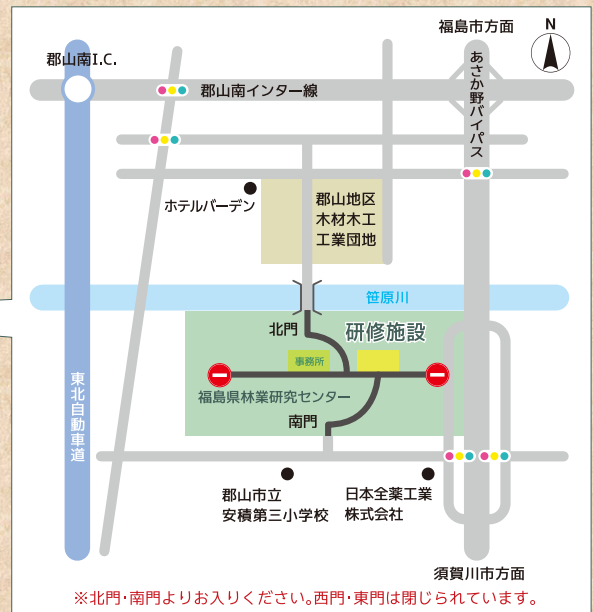 福島市方面
N
郡山南I.C.
あさか野バイパス
郡山南インター線
ホテルバーデン
郡山地区
木材木工
工業団地
笹原川
北門
研修施設
事務所
福島県林業研究センター
南門
東北自動車道
郡山市立
安積第三小学校
日本全薬工業
株式会社
須賀川市方面
※北門・南門よりお入りください。西門・東門は閉じられています。